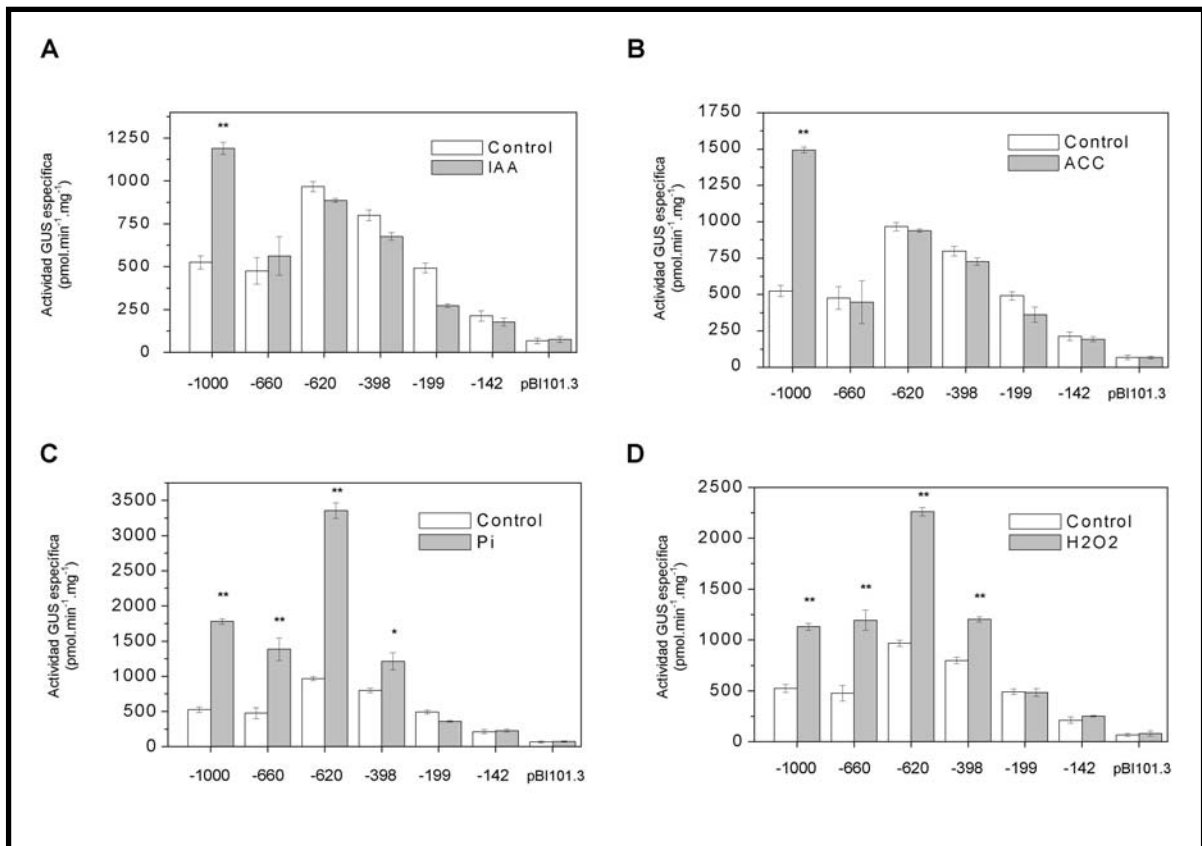 A
Actividad GUS específica
(pmol.min⁻¹.mg⁻¹)
1250
1000
750
500
250
0
**
Control
IAA
-1000 -660 -620 -398 -199 -142 pBI101.3
B
Actividad GUS específica
(pmol.min⁻¹.mg⁻¹)
1750
1500
1250
1000
750
500
250
0
**
Control
ACC
-1000 -660 -620 -398 -199 -142 pBI101.3
C
Actividad GUS específica
(pmol.min⁻¹.mg⁻¹)
3500
3000
2500
2000
1500
1000
500
0
** ** ** *
Control
Pi
-1000 -660 -620 -398 -199 -142 pBI101.3
D
Actividad GUS específica
(pmol.min⁻¹.mg⁻¹)
2500
2000
1500
1000
500
0
** ** ** **
Control
H2O2
-1000 -660 -620 -398 -199 -142 pBI101.3